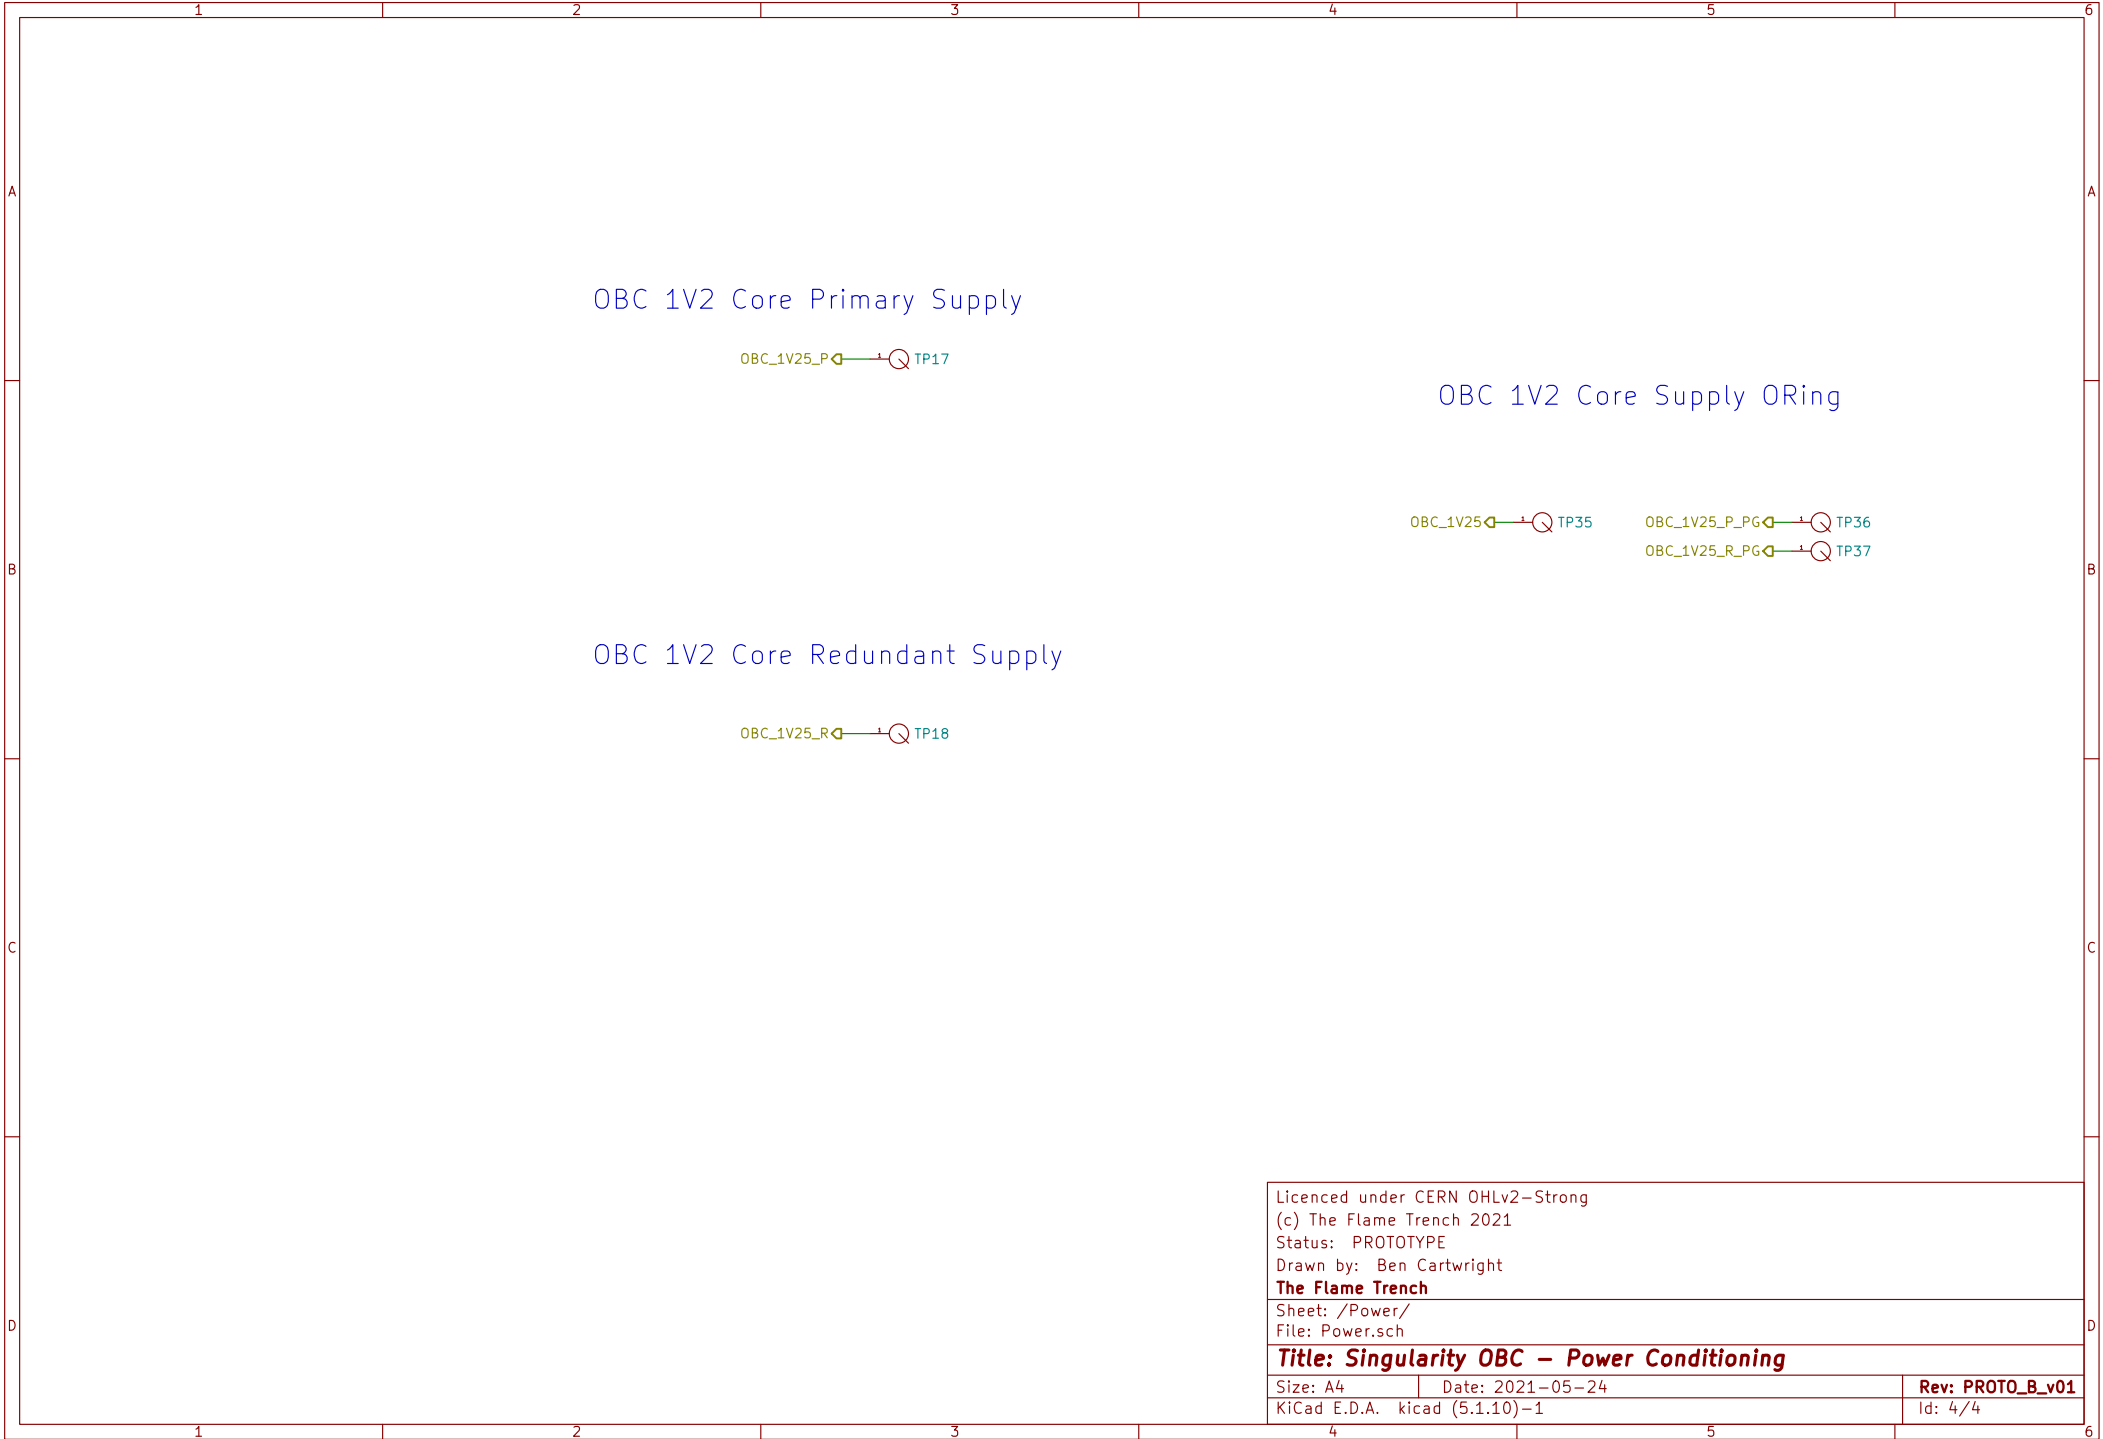 1 2 3 4 5 6
A A
OBC 1V2 Core Primary Supply
OBC_1V25_P 1 TP17
OBC 1V2 Core Supply ORing
OBC_1V25 1 TP35
OBC_1V25_P_PG 1 TP36
OBC_1V25_R_PG 1 TP37
B B
OBC 1V2 Core Redundant Supply
OBC_1V25_R 1 TP18
C C
Licenced under CERN OHLv2-Strong
(c) The Flame Trench 2021
Status: PROTOTYPE
Drawn by: Ben Cartwright
The Flame Trench
Sheet: /Power/
D D
File: Power.sch
Title: Singularity OBC - Power Conditioning
Size: A4 Date: 2021-05-24 Rev: PROTO_B_v01
KiCad E.D.A. kicad (5.1.10)-1 Id: 4/4
1 2 3 4 5 6